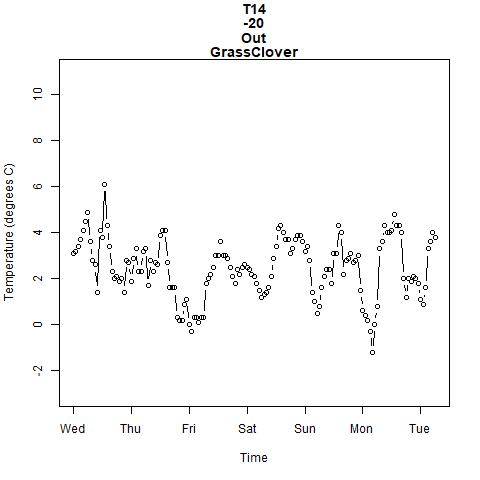 T14
-20
Out
GrassClover
Temperature (degrees C)
10
8
6
4
2
0
-2
Wed Thu Fri Sat Sun Mon Tue
Time